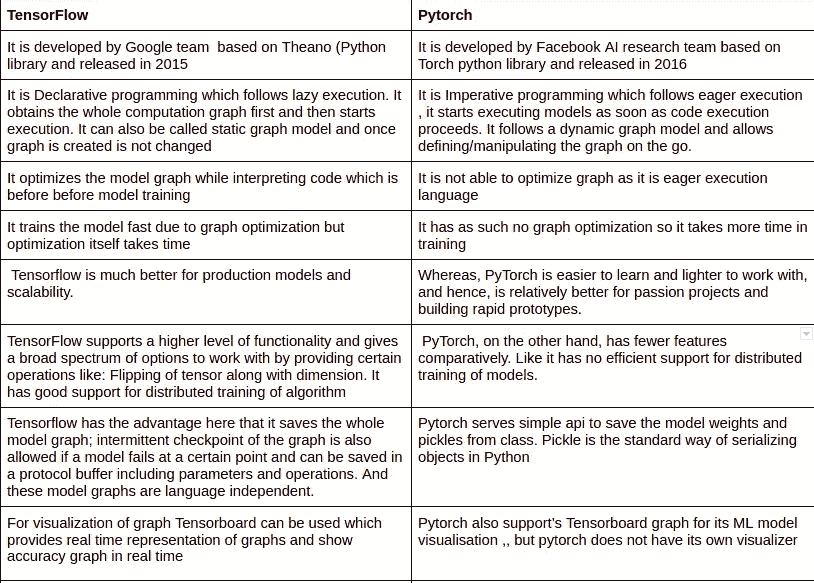 TensorFlow
Pytorch
It is developed by Google team  based on Theano (Python
library and released in 2015
It is developed by Facebook AI research team based on
Torch python library and released in 2016
It is Declarative programming which follows lazy execution. It
obtains the whole computation graph first and then starts
execution. It can also be called static graph model and once
graph is created is not changed
It is Imperative programming which follows eager execution
, it starts executing models as soon as code execution
proceeds. It follows a dynamic graph model and allows
defining/manipulating the graph on the go.
It optimizes the model graph while interpreting code which is
before before model training
It is not able to optimize graph as it is eager execution
language
It trains the model fast due to graph optimization but
optimization itself takes time
It has as such no graph optimization so it takes more time in
training
Tensorflow is much better for production models and
scalability.
Whereas, PyTorch is easier to learn and lighter to work with,
and hence, is relatively better for passion projects and
building rapid prototypes.
TensorFlow supports a higher level of functionality and gives
a broad spectrum of options to work with by providing certain
operations like: Flipping of tensor along with dimension. It
has good support for distributed training of algorithm
PyTorch, on the other hand, has fewer features
comparatively. Like it has no efficient support for distributed
training of models.
Tensorflow has the advantage here that it saves the whole
model graph; intermittent checkpoint of the graph is also
allowed if a model fails at a certain point and can be saved in
a protocol buffer including parameters and operations. And
these model graphs are language independent.
Pytorch serves simple api to save the model weights and
pickles from class. Pickle is the standard way of serializing
objects in Python
For visualization of graph Tensorboard can be used which
provides real time representation of graphs and show
accuracy graph in real time
Pytorch also support's Tensorboard graph for its ML model
visualisation ,, but pytorch does not have its own visualizer